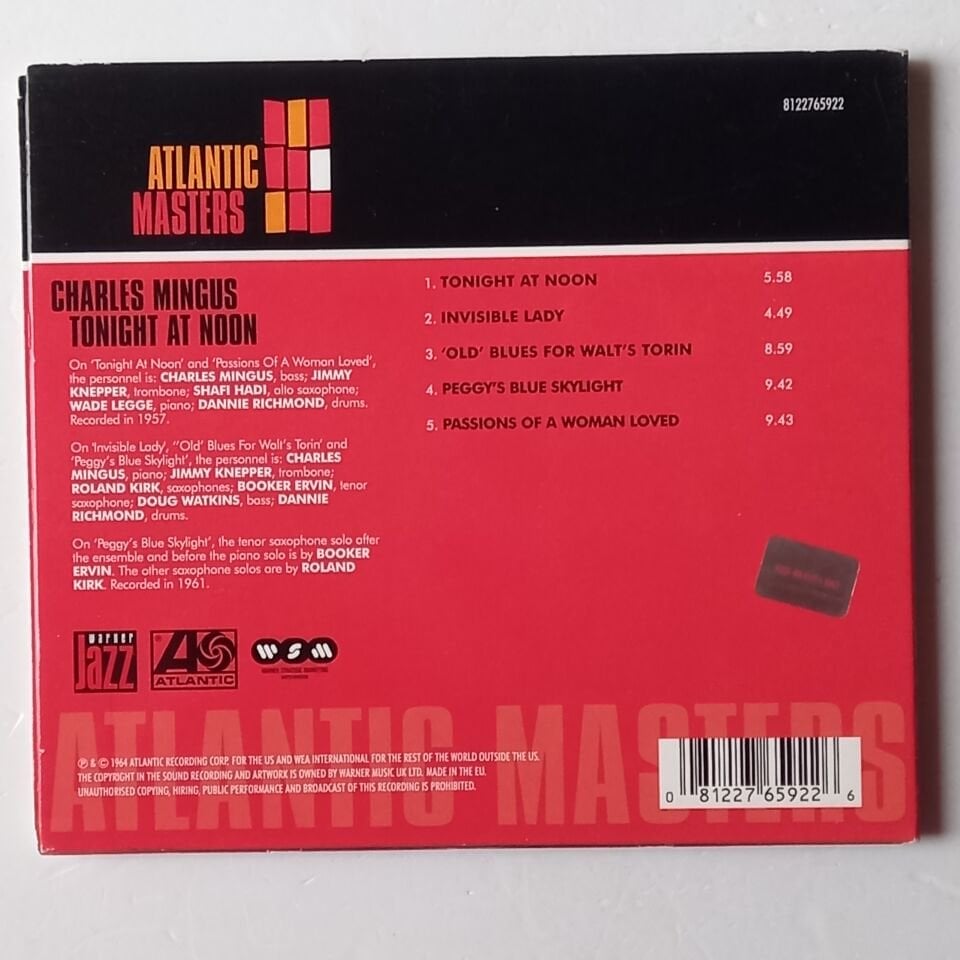 8122765922
ATLANTIC
MASTERS
CHARLES MINGUS
TONIGHT AT NOON
On 'Tonight At Noon' and 'Passions Of A Woman Loved',
the personnel is: CHARLES MINGUS, bass; JIMMY
KNEPPER, trombone; SHAFI HADI, alto saxophone;
WADE LEGGE, piano; DANNIE RICHMOND, drums.
Recorded in 1957.
On 'Invisible Lady', "Old' Blues For Walt's Torin' and
'Peggy's Blue Skylight', the personnel is: CHARLES
MINGUS, piano; JIMMY KNEPPER, trombone;
ROLAND KIRK, saxophones; BOOKER ERVIN, tenor
saxophone; DOUG WATKINS, bass; DANNIE
RICHMOND, drums.
On 'Peggy's Blue Skylight', the tenor saxophone solo after
the ensemble and before the piano solo is by BOOKER
ERVIN. The other saxophone solos are by ROLAND
KIRK. Recorded in 1961.
1. TONIGHT AT NOON 5.58
2. INVISIBLE LADY 4.49
3. 'OLD' BLUES FOR WALT'S TORIN 8.59
4. PEGGY'S BLUE SKYLIGHT 9.42
5. PASSIONS OF A WOMAN LOVED 9.43
warner
Jazz
ATLANTIC
WSM
ATLANTIC MASTERS
℗ & © 1964 ATLANTIC RECORDING CORP. FOR THE US AND WEA INTERNATIONAL FOR THE REST OF THE WORLD OUTSIDE THE US.
THE COPYRIGHT IN THE SOUND RECORDING AND ARTWORK IS OWNED BY WARNER MUSIC UK LTD. MADE IN THE EU.
UNAUTHORISED COPYING, HIRING, PUBLIC PERFORMANCE AND BROADCAST OF THIS RECORDING IS PROHIBITED.
0 81227 65922 6